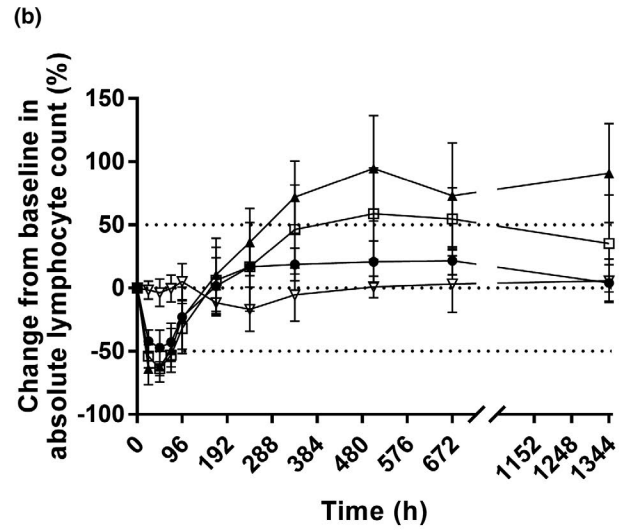 (b)
Change from baseline in
absolute lymphocyte count (%)
150
100
50
0
-50
-100
0 96 192 288 384 480 576 672 1152 1248 1344
Time (h)